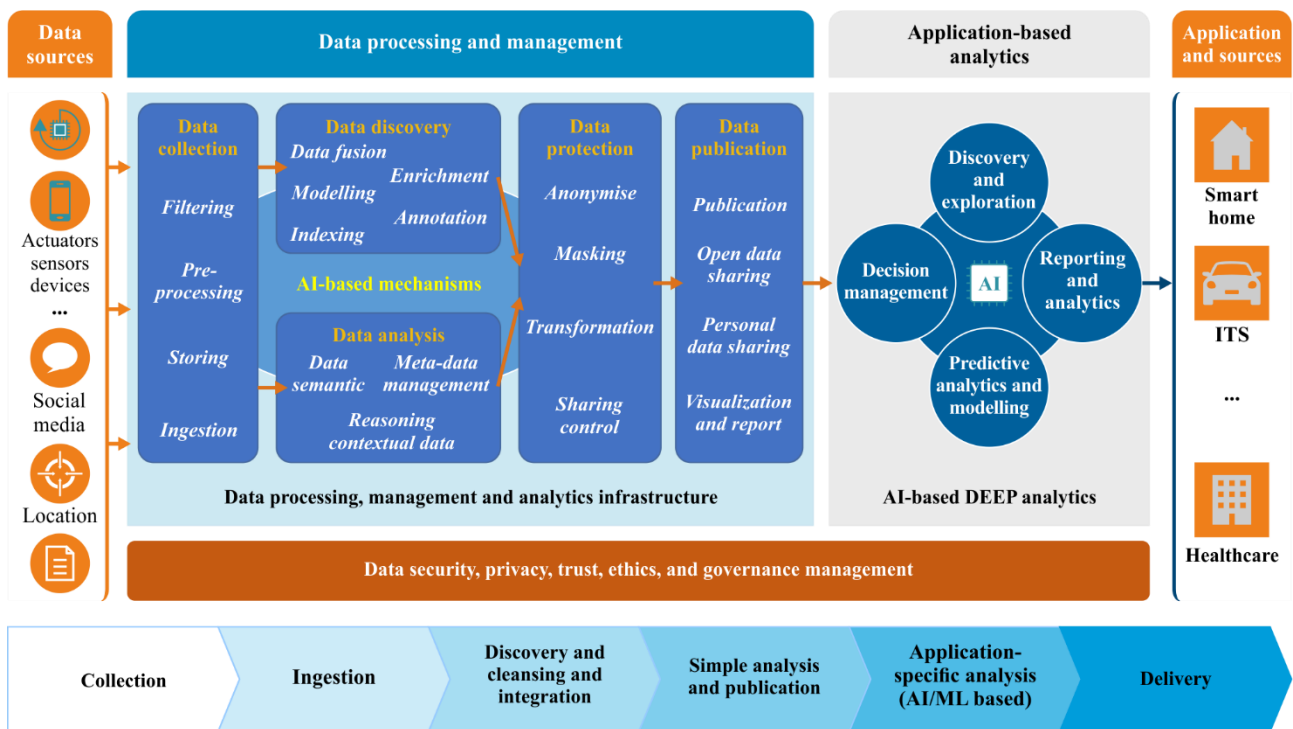 Data
sources
Data processing and management
Application-based
analytics
Application
and sources
Actuators
sensors
devices
...
Social
media
Location
Data
collection
Filtering
Pre-
processing
Storing
Ingestion
Data discovery
Data fusion
Enrichment
Modelling
Annotation
Indexing
AI-based mechanisms
Data analysis
Data
semantic
Meta-data
management
Reasoning
contextual data
Data
protection
Anonymise
Masking
Transformation
Sharing
control
Data
publication
Publication
Open data
sharing
Personal
data sharing
Visualization
and report
Data processing, management and analytics infrastructure
Discovery
and
exploration
Decision
management
AI
Reporting
and
analytics
Predictive
analytics and
modelling
AI-based DEEP analytics
Smart
home
ITS
...
Healthcare
Data security, privacy, trust, ethics, and governance management
Collection
Ingestion
Discovery and
cleansing and
integration
Simple analysis
and publication
Application-
specific analysis
(AI/ML based)
Delivery